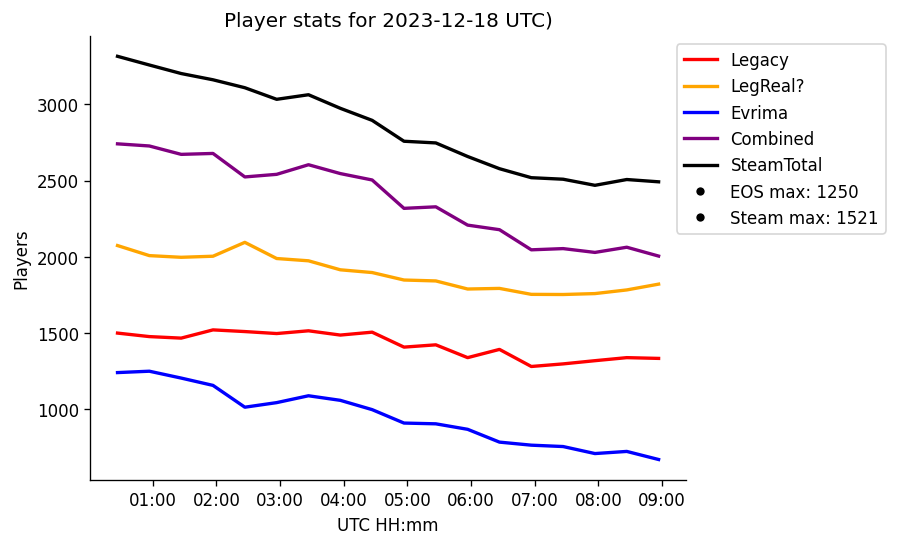 Player stats for 2023-12-18 UTC)
Players
3000
2500
2000
1500
1000
01:00 02:00 03:00 04:00 05:00 06:00 07:00 08:00 09:00
UTC HH:mm
Legacy
LegReal?
Evrima
Combined
SteamTotal
EOS max: 1250
Steam max: 1521